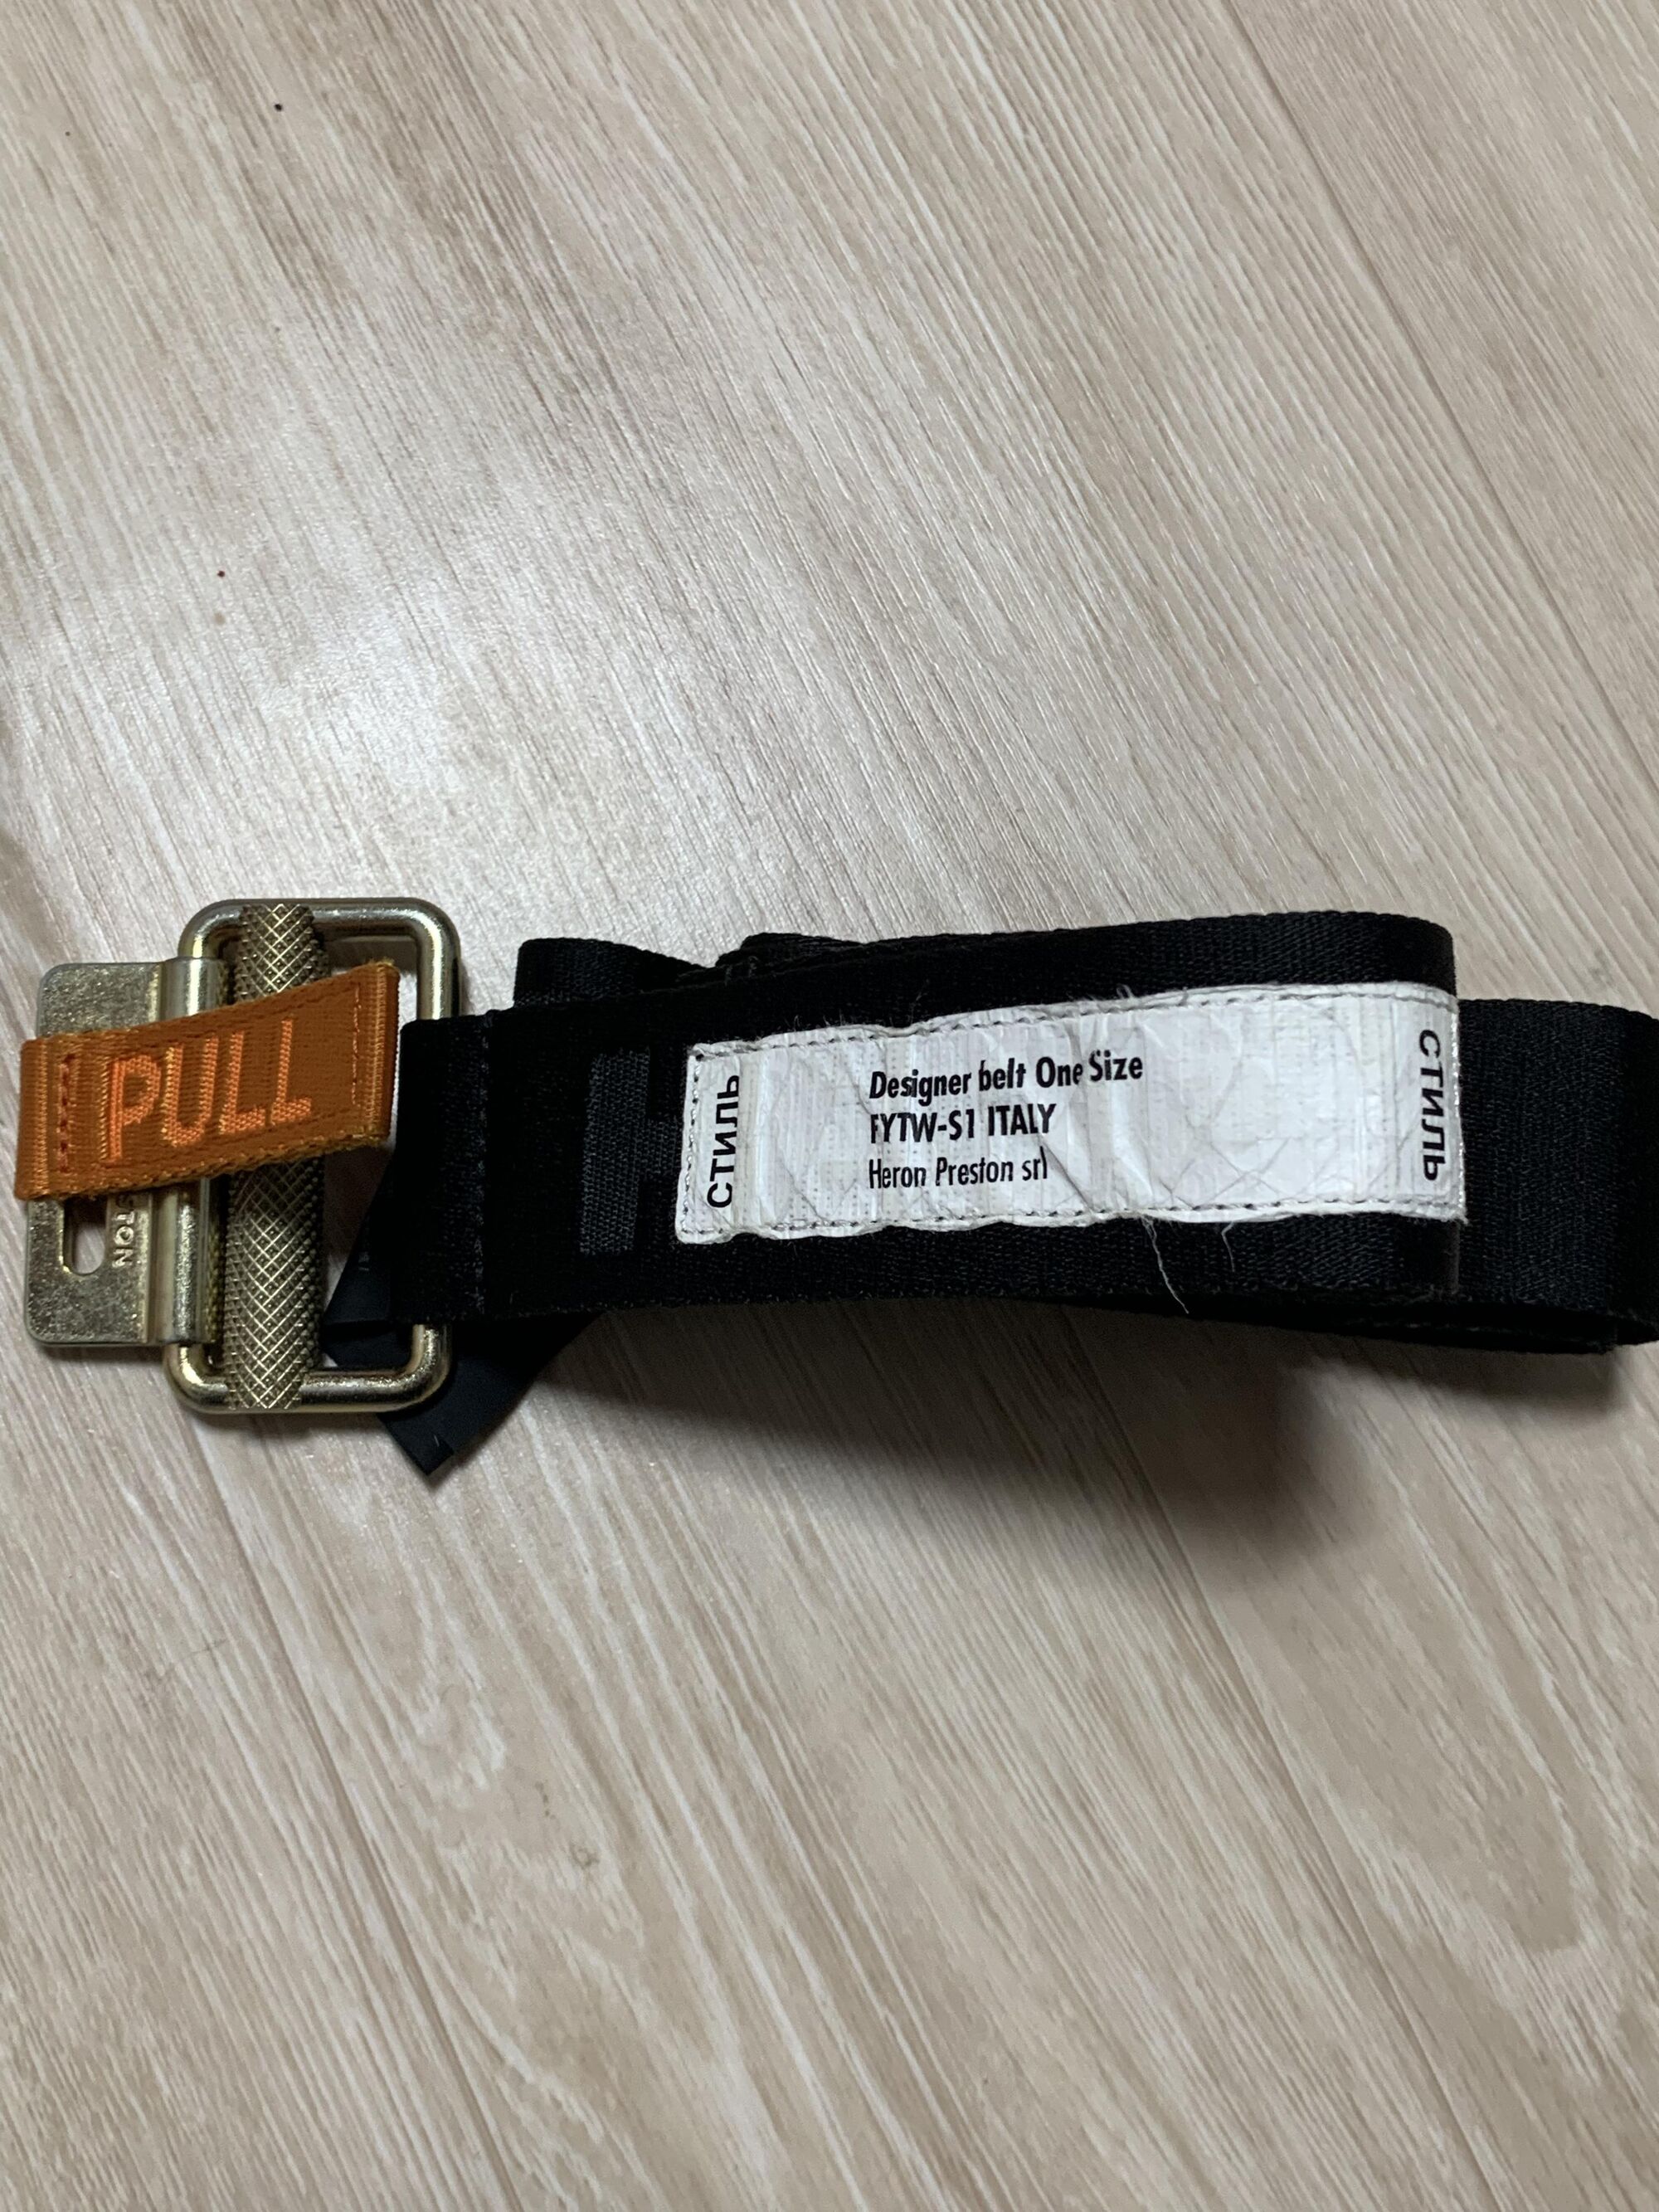 PULL
СТИЛЬ
Designer belt One Size
FYTW-S1 ITALY
Heron Preston srl
СТИЛЬ